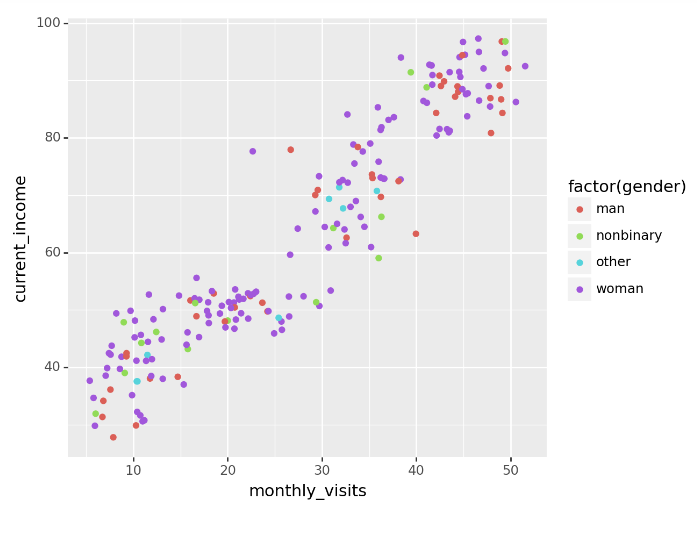 100
80
60
40
current_income
10 20 30 40 50
monthly_visits
factor(gender)
man
nonbinary
other
woman